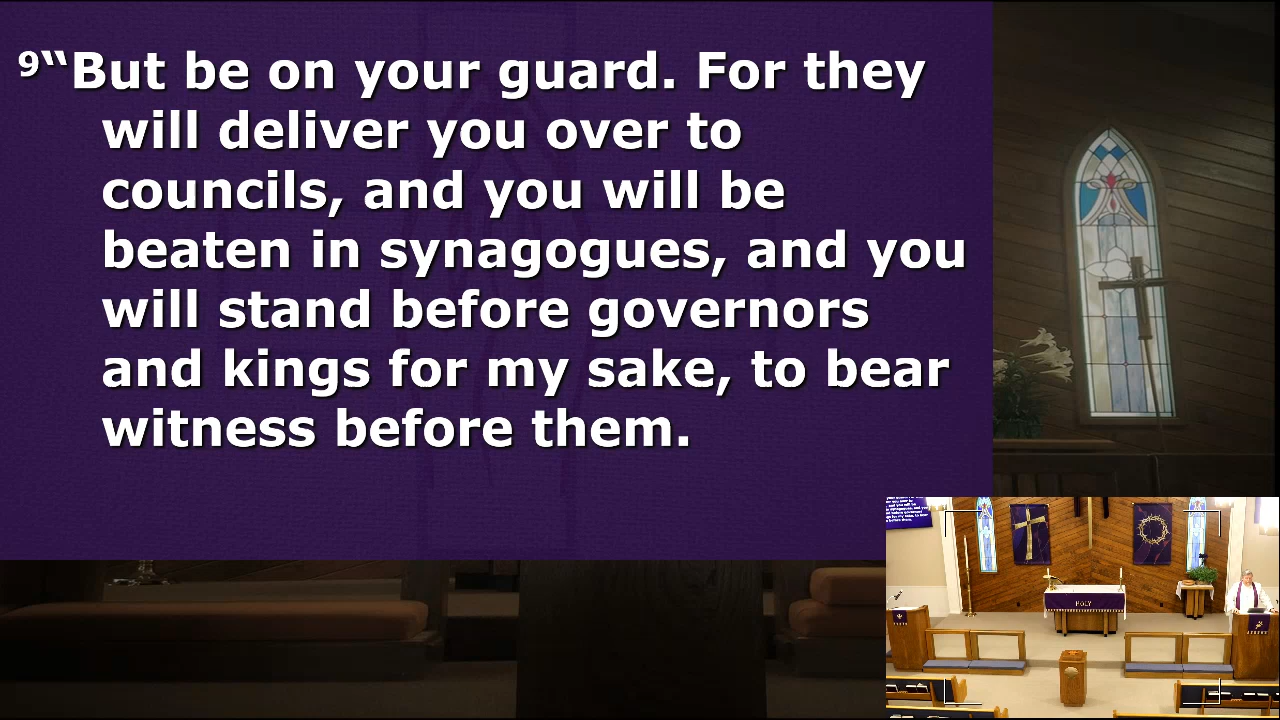 9“But be on your guard. For they
will deliver you over to
councils, and you will be
beaten in synagogues, and you
will stand before governors
and kings for my sake, to bear
witness before them.
HOLY